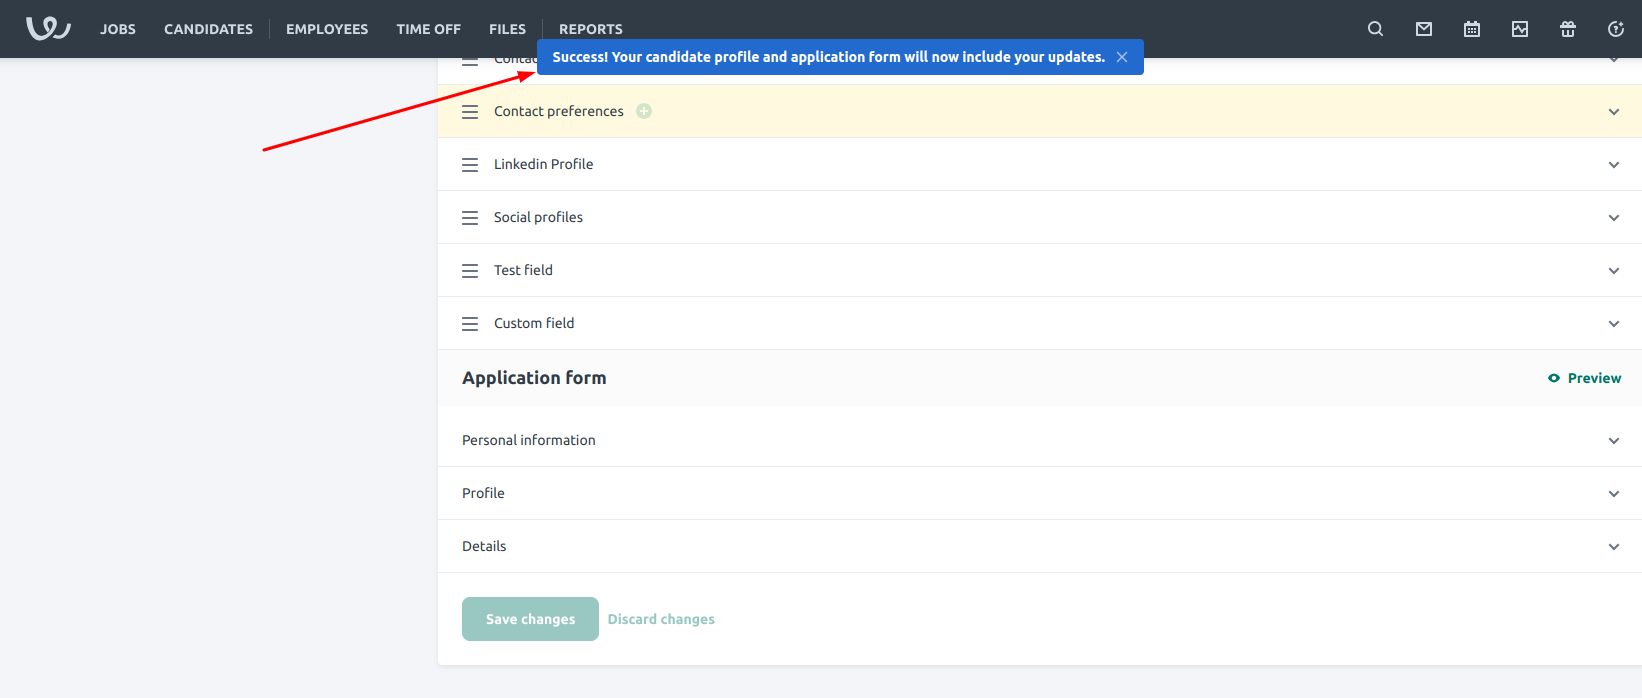 JOBS CANDIDATES EMPLOYEES TIME OFF FILES REPORTS
Success! Your candidate profile and application form will now include your updates.
Contact preferences
Linkedin Profile
Social profiles
Test field
Custom field
Application form Preview
Personal information
Profile
Details
Save changes Discard changes